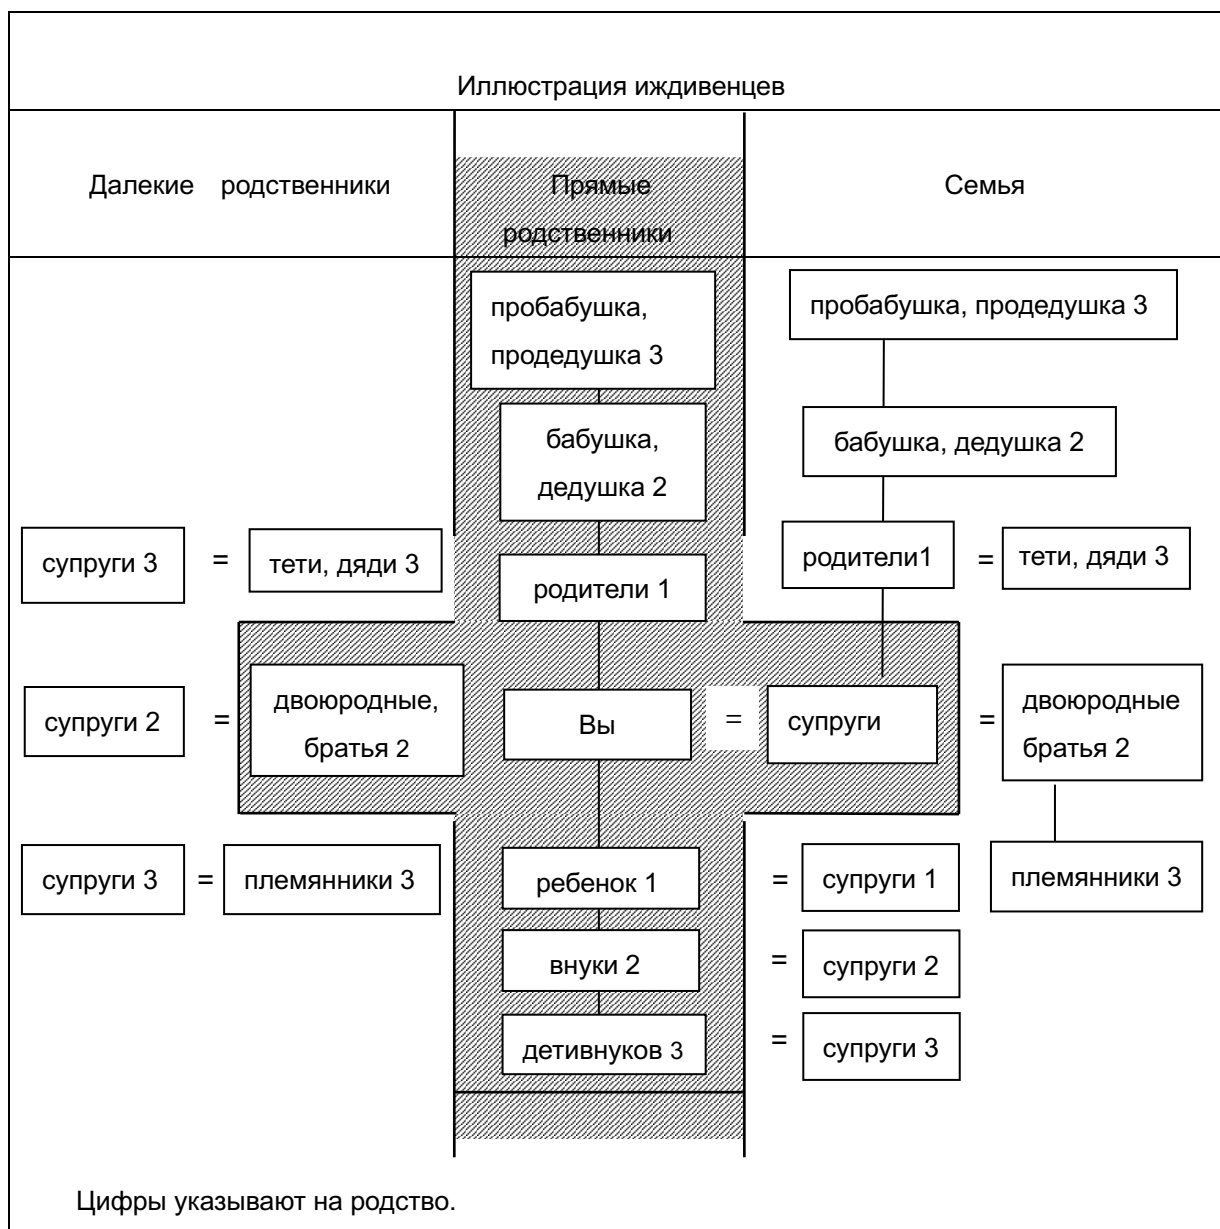 Иллюстрация иждивенцев
Далекие родственники
Прямые
родственники
Семья
пробабушка,
продедушка 3
пробабушка, продедушка 3
бабушка,
дедушка 2
бабушка, дедушка 2
супруги 3
=
тети, дяди 3
родители 1
родители1
=
тети, дяди 3
супруги 2
=
двоюродные,
братья 2
Вы
=
супруги
=
двоюродные
братья 2
супруги 3
=
племянники 3
ребенок 1
=
супруги 1
племянники 3
внуки 2
=
супруги 2
детивнуков 3
=
супруги 3
Цифры указывают на родство.